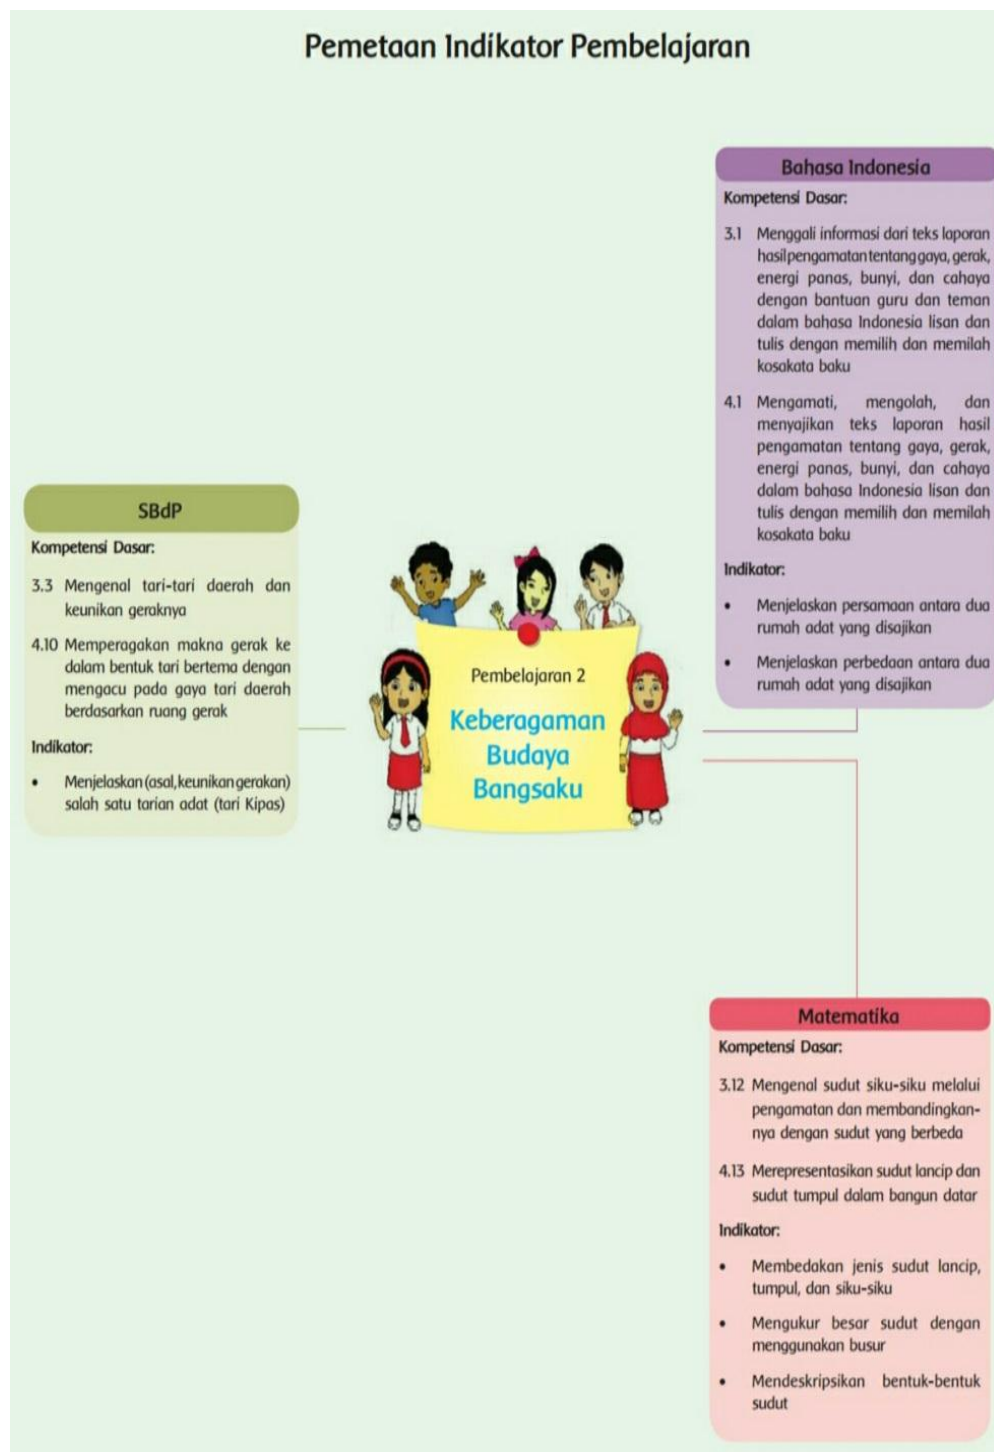 Pemetaan Indikator Pembelajaran
Bahasa Indonesia
Kompetensi Dasar:
3.1 Menggali informasi dari teks laporan
hasil pengamatan tentang gaya, gerak,
energi panas, bunyi, dan cahaya
dengan bantuan guru dan teman
dalam bahasa Indonesia lisan dan
tulis dengan memilih dan memilah
kosakata baku
4.1 Mengamati, mengolah, dan
menyajikan teks laporan hasil
pengamatan tentang gaya, gerak,
energi panas, bunyi, dan cahaya
dalam bahasa Indonesia lisan dan
tulis dengan memilih dan memilah
kosakata baku
Indikator:
• Menjelaskan persamaan antara dua
rumah adat yang disajikan
• Menjelaskan perbedaan antara dua
rumah adat yang disajikan
SBdP
Kompetensi Dasar:
3.3 Mengenal tari-tari daerah dan
keunikan geraknya
4.10 Memperagakan makna gerak ke
dalam bentuk tari bertema dengan
mengacu pada gaya tari daerah
berdasarkan ruang gerak
Indikator:
• Menjelaskan (asal, keunikan gerakan)
salah satu tarian adat (tari Kipas)
Pembelajaran 2
Keberagaman
Budaya
Bangsaku
Matematika
Kompetensi Dasar:
3.12 Mengenal sudut siku-siku melalui
pengamatan dan membandingkan-
nya dengan sudut yang berbeda
4.13 Merepresentasikan sudut lancip dan
sudut tumpul dalam bangun datar
Indikator:
• Membedakan jenis sudut lancip,
tumpul, dan siku-siku
• Mengukur besar sudut dengan
menggunakan busur
• Mendeskripsikan bentuk-bentuk
sudut